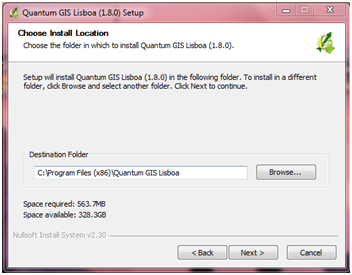 Quantum GIS Lisboa (1.8.0) Setup
Choose Install Location
Choose the folder in which to install Quantum GIS Lisboa (1.8.0).
Setup will install Quantum GIS Lisboa (1.8.0) in the following folder. To install in a different
folder, click Browse and select another folder. Click Next to continue.
Destination Folder
C:\Program Files (x86)\Quantum GIS Lisboa
Browse...
Space required: 563.7MB
Space available: 328.3GB
Nullsoft Install System v2.30
< Back
Next >
Cancel